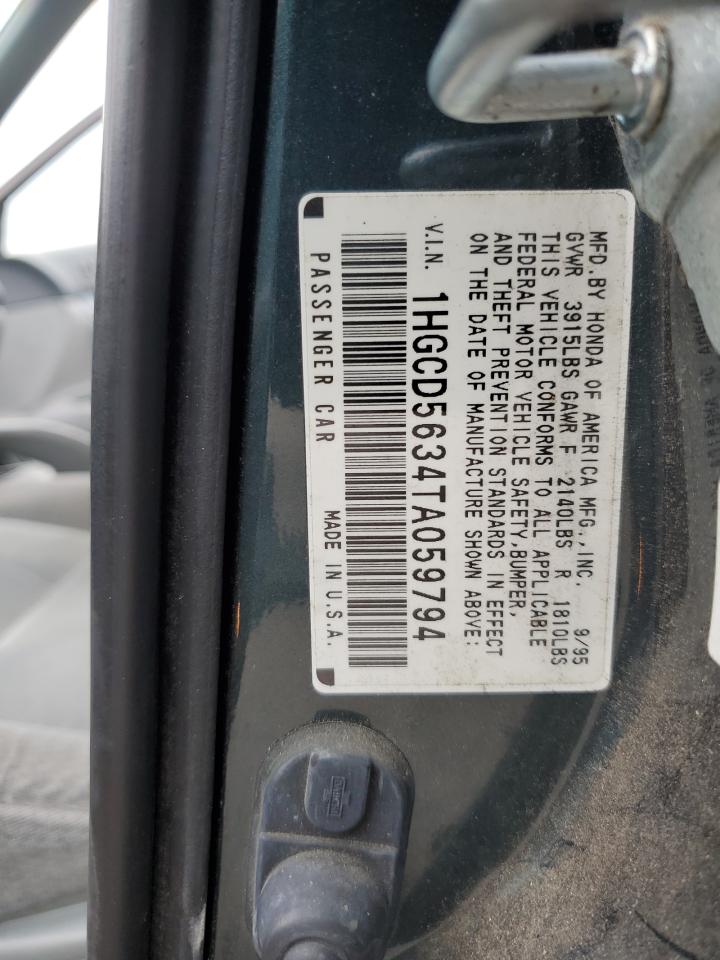 MFD.BY HONDA OF AMERICA MFG.,INC. 9/95
GVWR 3915LBS GAWR F 2140LBS R 1810LBS
THIS VEHICLE CONFORMS TO ALL APPLICABLE
FEDERAL MOTOR VEHICLE SAFETY,BUMPER,
AND THEFT PREVENTION STANDARDS IN EFFECT
ON THE DATE OF MANUFACTURE SHOWN ABOVE:
V.I.N. 1HGCD5634TA059794
PASSENGER CAR MADE IN U.S.A.